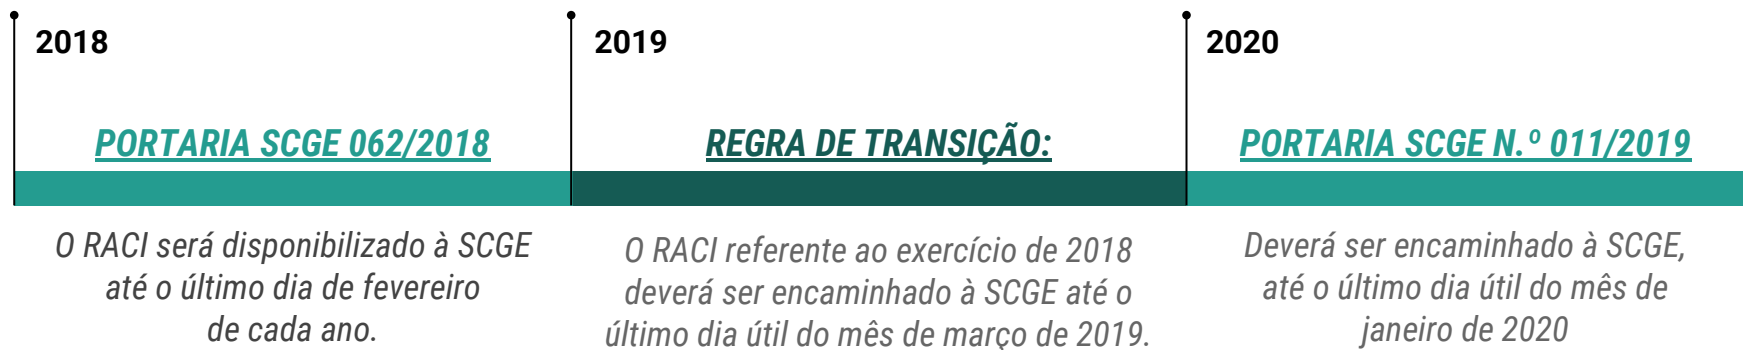 2018
PORTARIA SCGE 062/2018
O RACI será disponibilizado à SCGE
até o último dia de fevereiro
de cada ano.
2019
REGRA DE TRANSIÇÃO:
O RACI referente ao exercício de 2018
deverá ser encaminhado à SCGE até o
último dia útil do mês de março de 2019.
2020
PORTARIA SCGE N.º 011/2019
Deverá ser encaminhado à SCGE,
até o último dia útil do mês de
janeiro de 2020